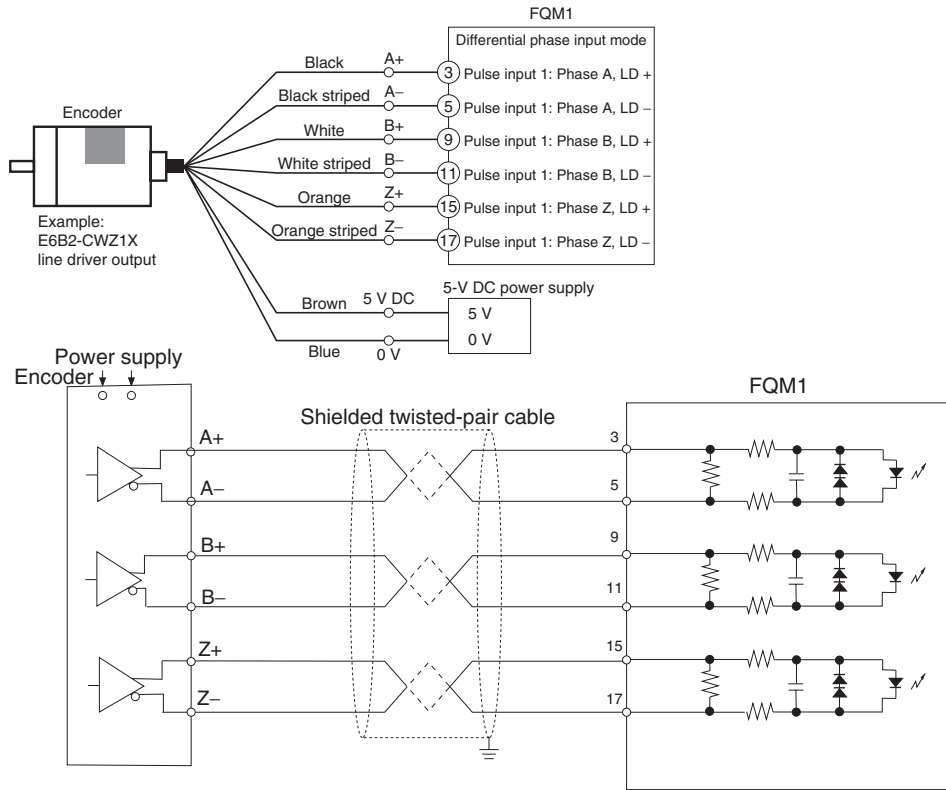 FQM1
Differential phase input mode
Black A+ 3 Pulse input 1: Phase A, LD +
Black striped A− 5 Pulse input 1: Phase A, LD −
Encoder
White B+ 9 Pulse input 1: Phase B, LD +
White striped B− 11 Pulse input 1: Phase B, LD −
Orange Z+ 15 Pulse input 1: Phase Z, LD +
Orange striped Z− 17 Pulse input 1: Phase Z, LD −
Example:
E6B2-CWZ1X
line driver output
5-V DC power supply
Brown 5 V DC 5 V
0 V
Blue 0 V
Power supply
Encoder
FQM1
Shielded twisted-pair cable
A+ 3
A− 5
B+ 9
B− 11
Z+ 15
Z− 17